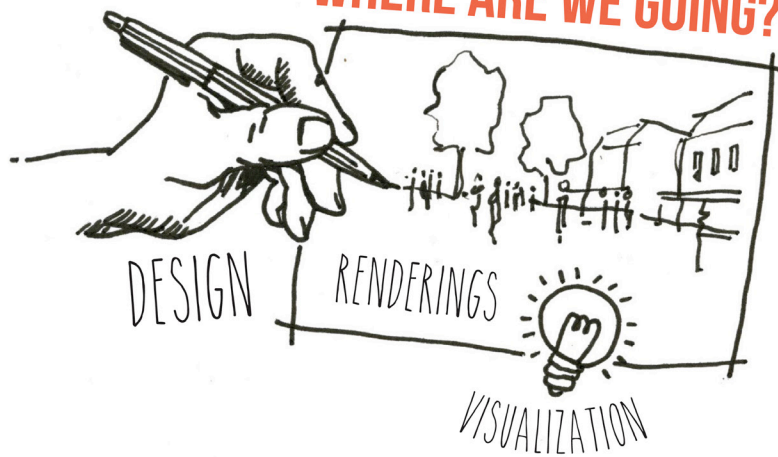 WHERE ARE WE GOING?
DESIGN
RENDERINGS
VISUALIZATION